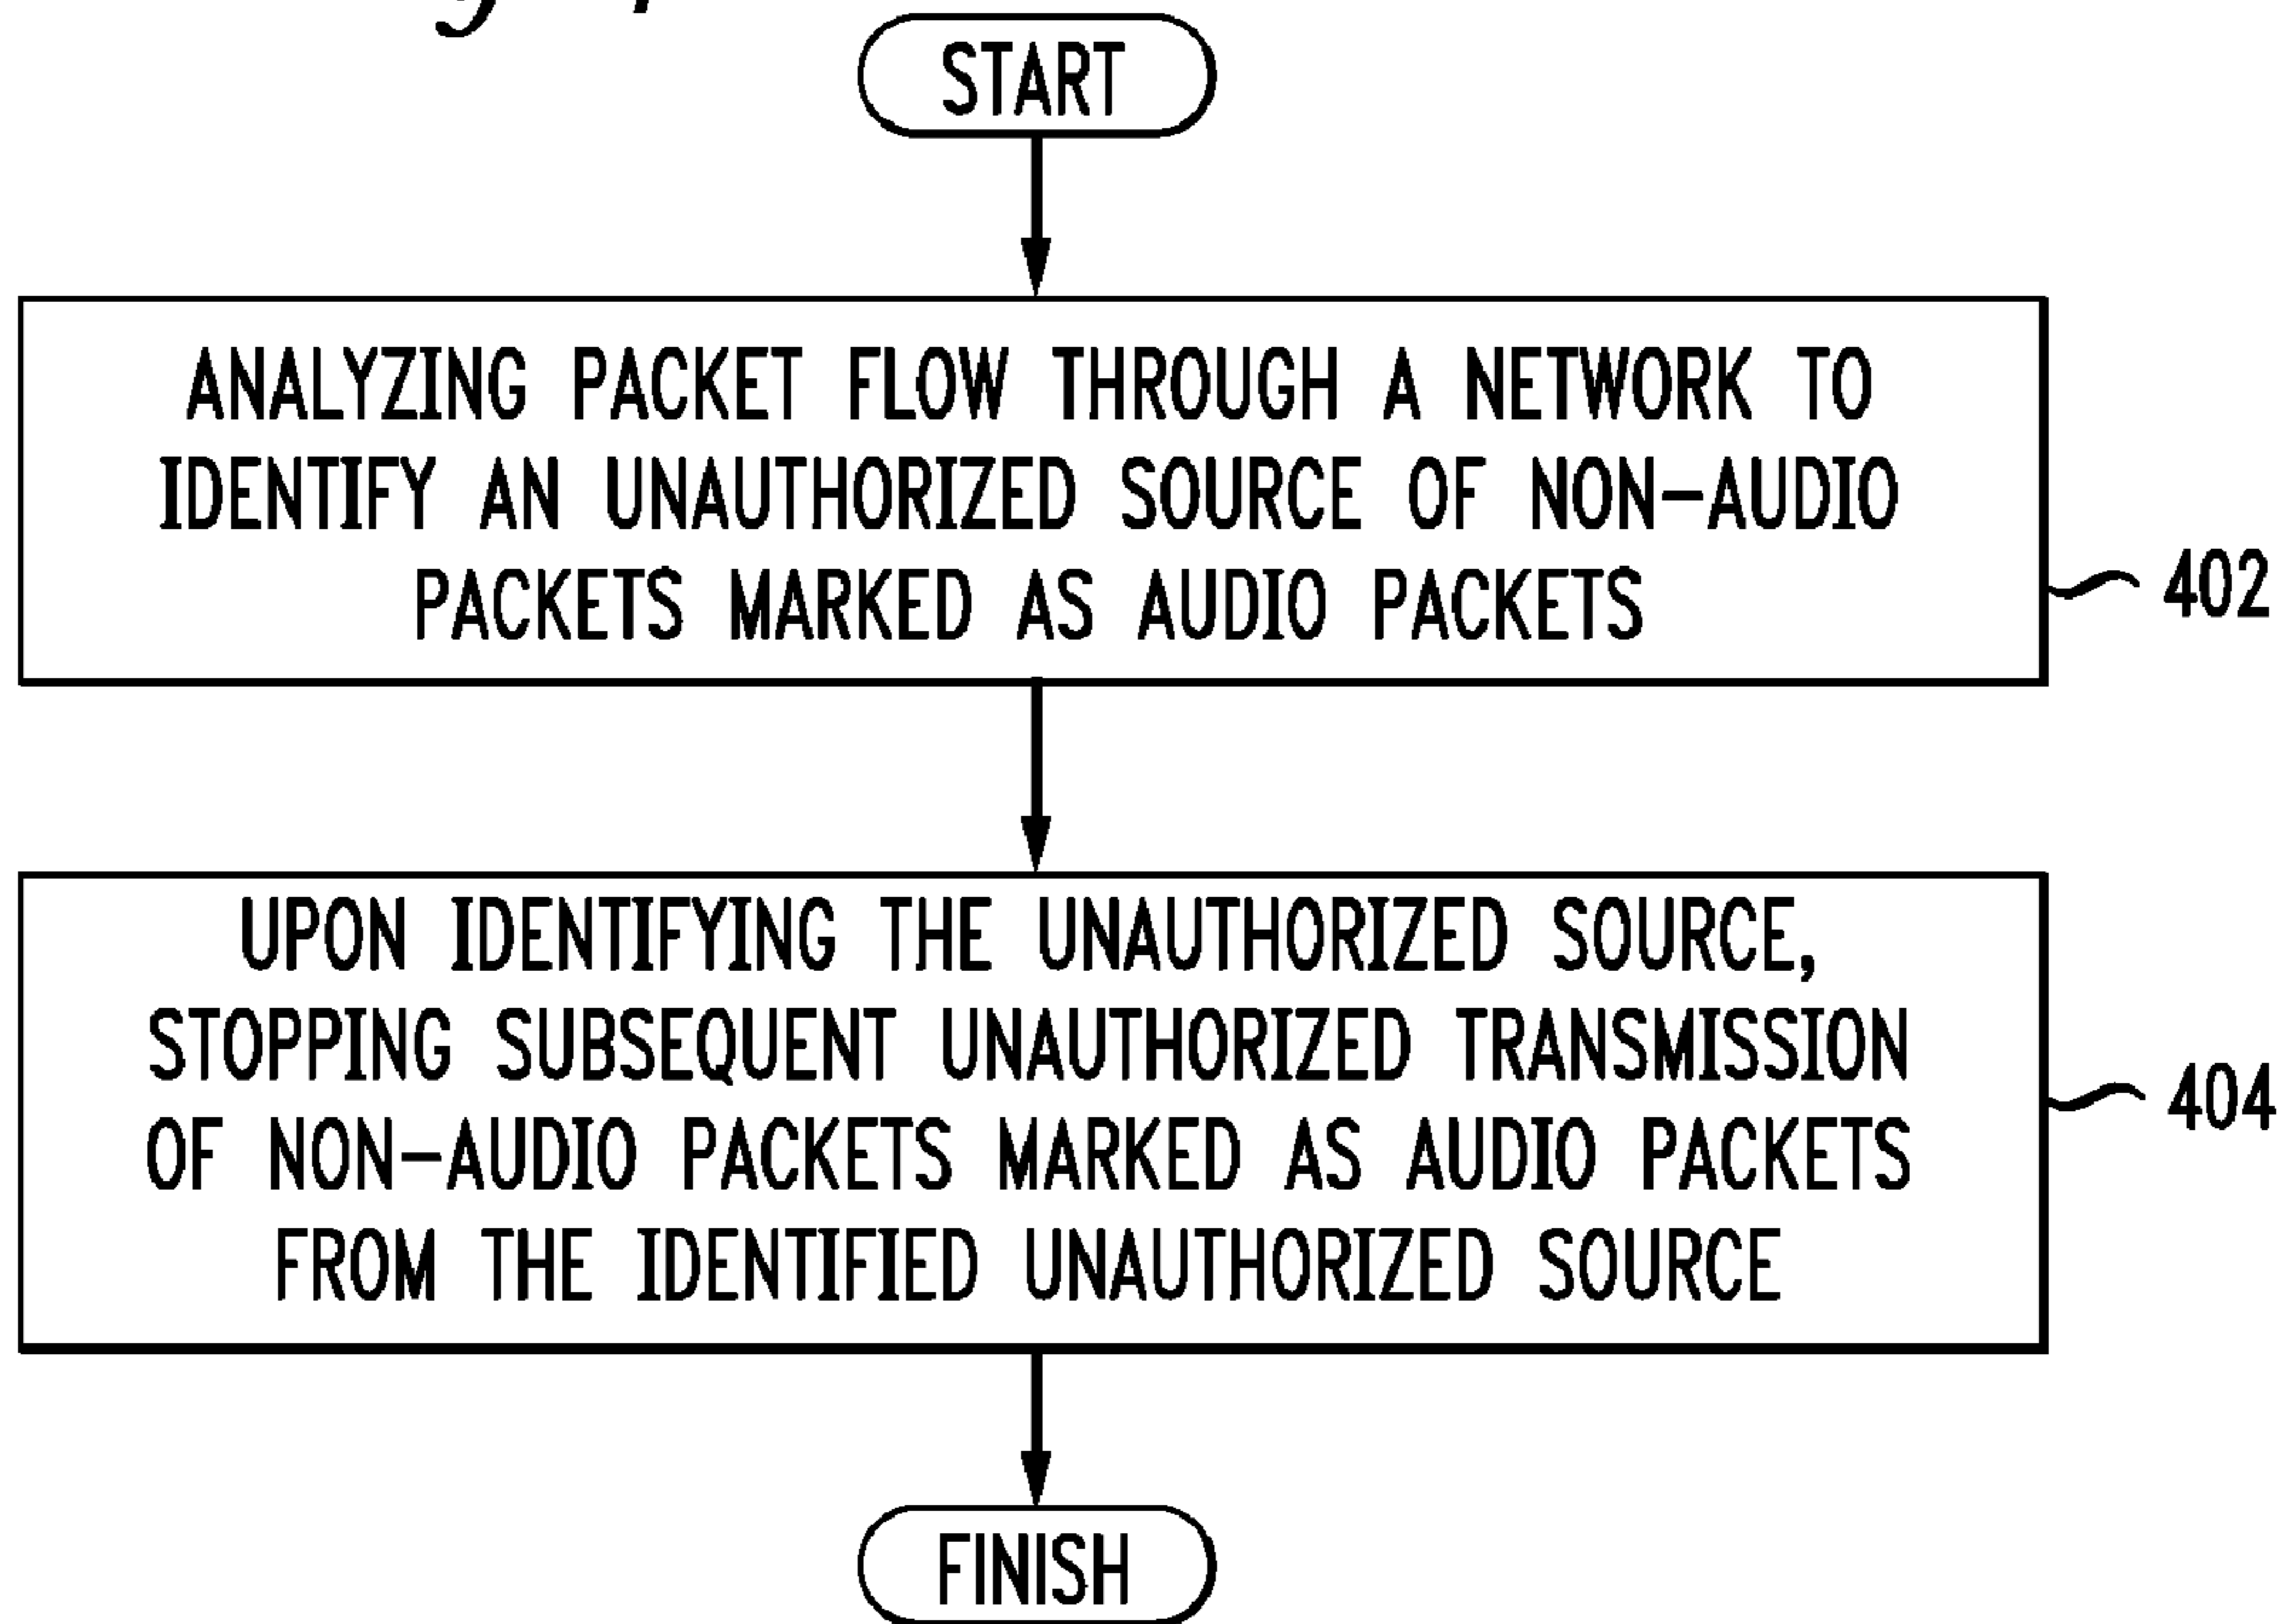 START
ANALYZING PACKET FLOW THROUGH A NETWORK TO
IDENTIFY AN UNAUTHORIZED SOURCE OF NON-AUDIO
PACKETS MARKED AS AUDIO PACKETS
402
UPON IDENTIFYING THE UNAUTHORIZED SOURCE,
STOPPING SUBSEQUENT UNAUTHORIZED TRANSMISSION
OF NON-AUDIO PACKETS MARKED AS AUDIO PACKETS
FROM THE IDENTIFIED UNAUTHORIZED SOURCE
404
FINISH